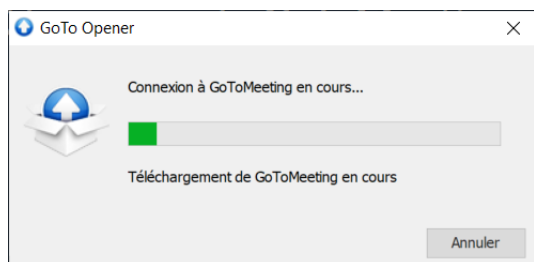 GoTo Opener
Connexion à GoToMeeting en cours...
Téléchargement de GoToMeeting en cours
Annuler